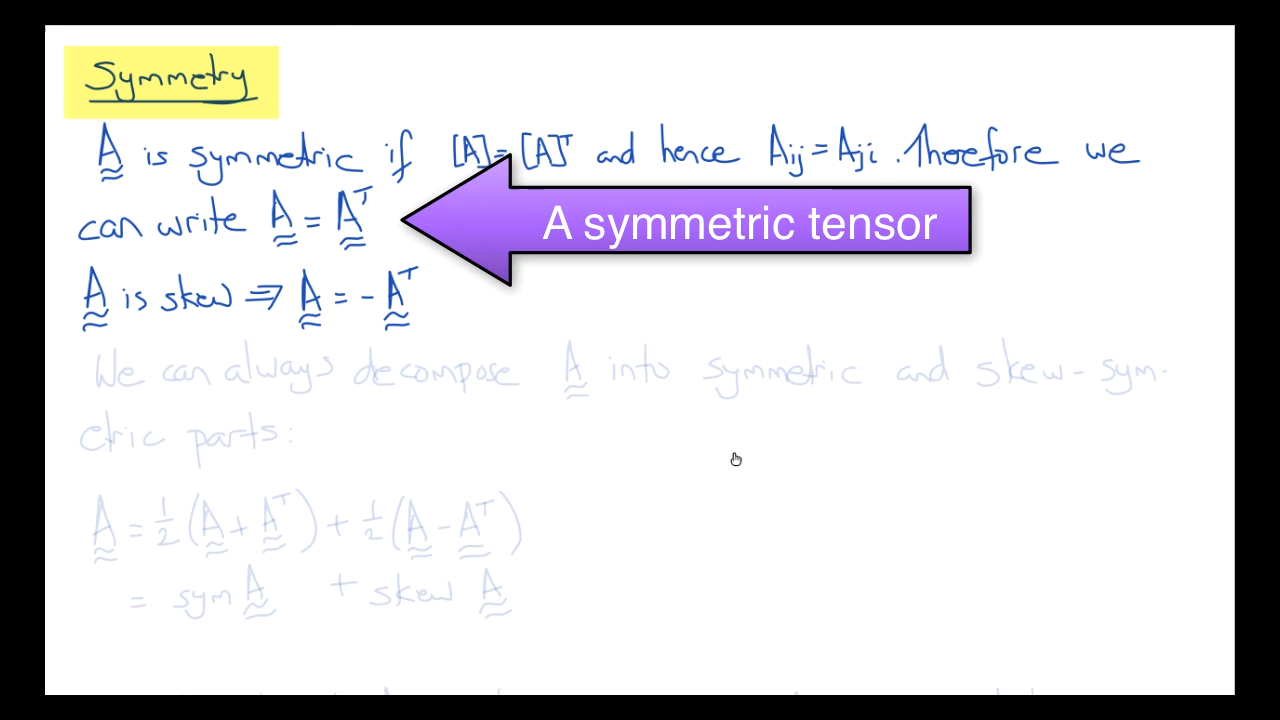 Symmetry
A is symmetric if [A] = [A]ᵀ and hence Aij = Aji . Therefore we
can write A = Aᵀ
A symmetric tensor
A is skew ⇒ A = - Aᵀ
We can always decompose A into symmetric and skew-sym-
etric parts:
A = 1/2 (A + Aᵀ) + 1/2 (A - Aᵀ)
= sym A + skew A